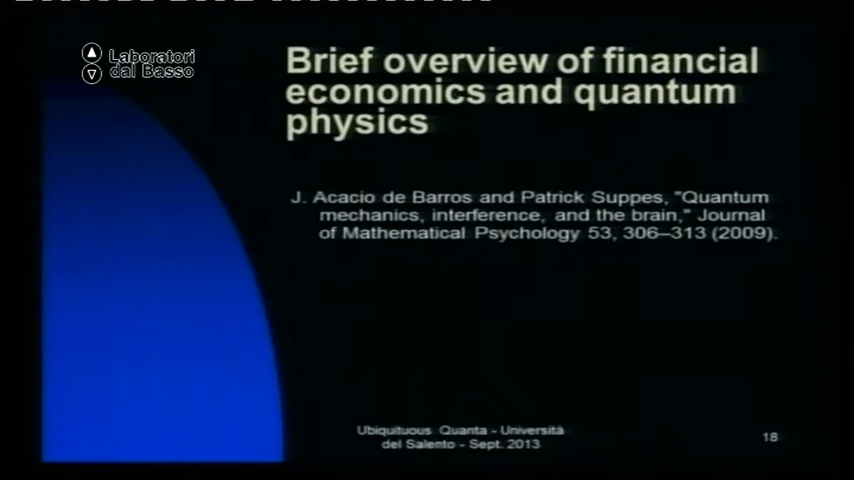 Laboratori
dal Basso
Brief overview of financial
economics and quantum
physics
J. Acacio de Barros and Patrick Suppes, "Quantum
mechanics, interference, and the brain," Journal
of Mathematical Psychology 53, 306–313 (2009).
Ubiquituous Quanta - Università
del Salento - Sept. 2013
18